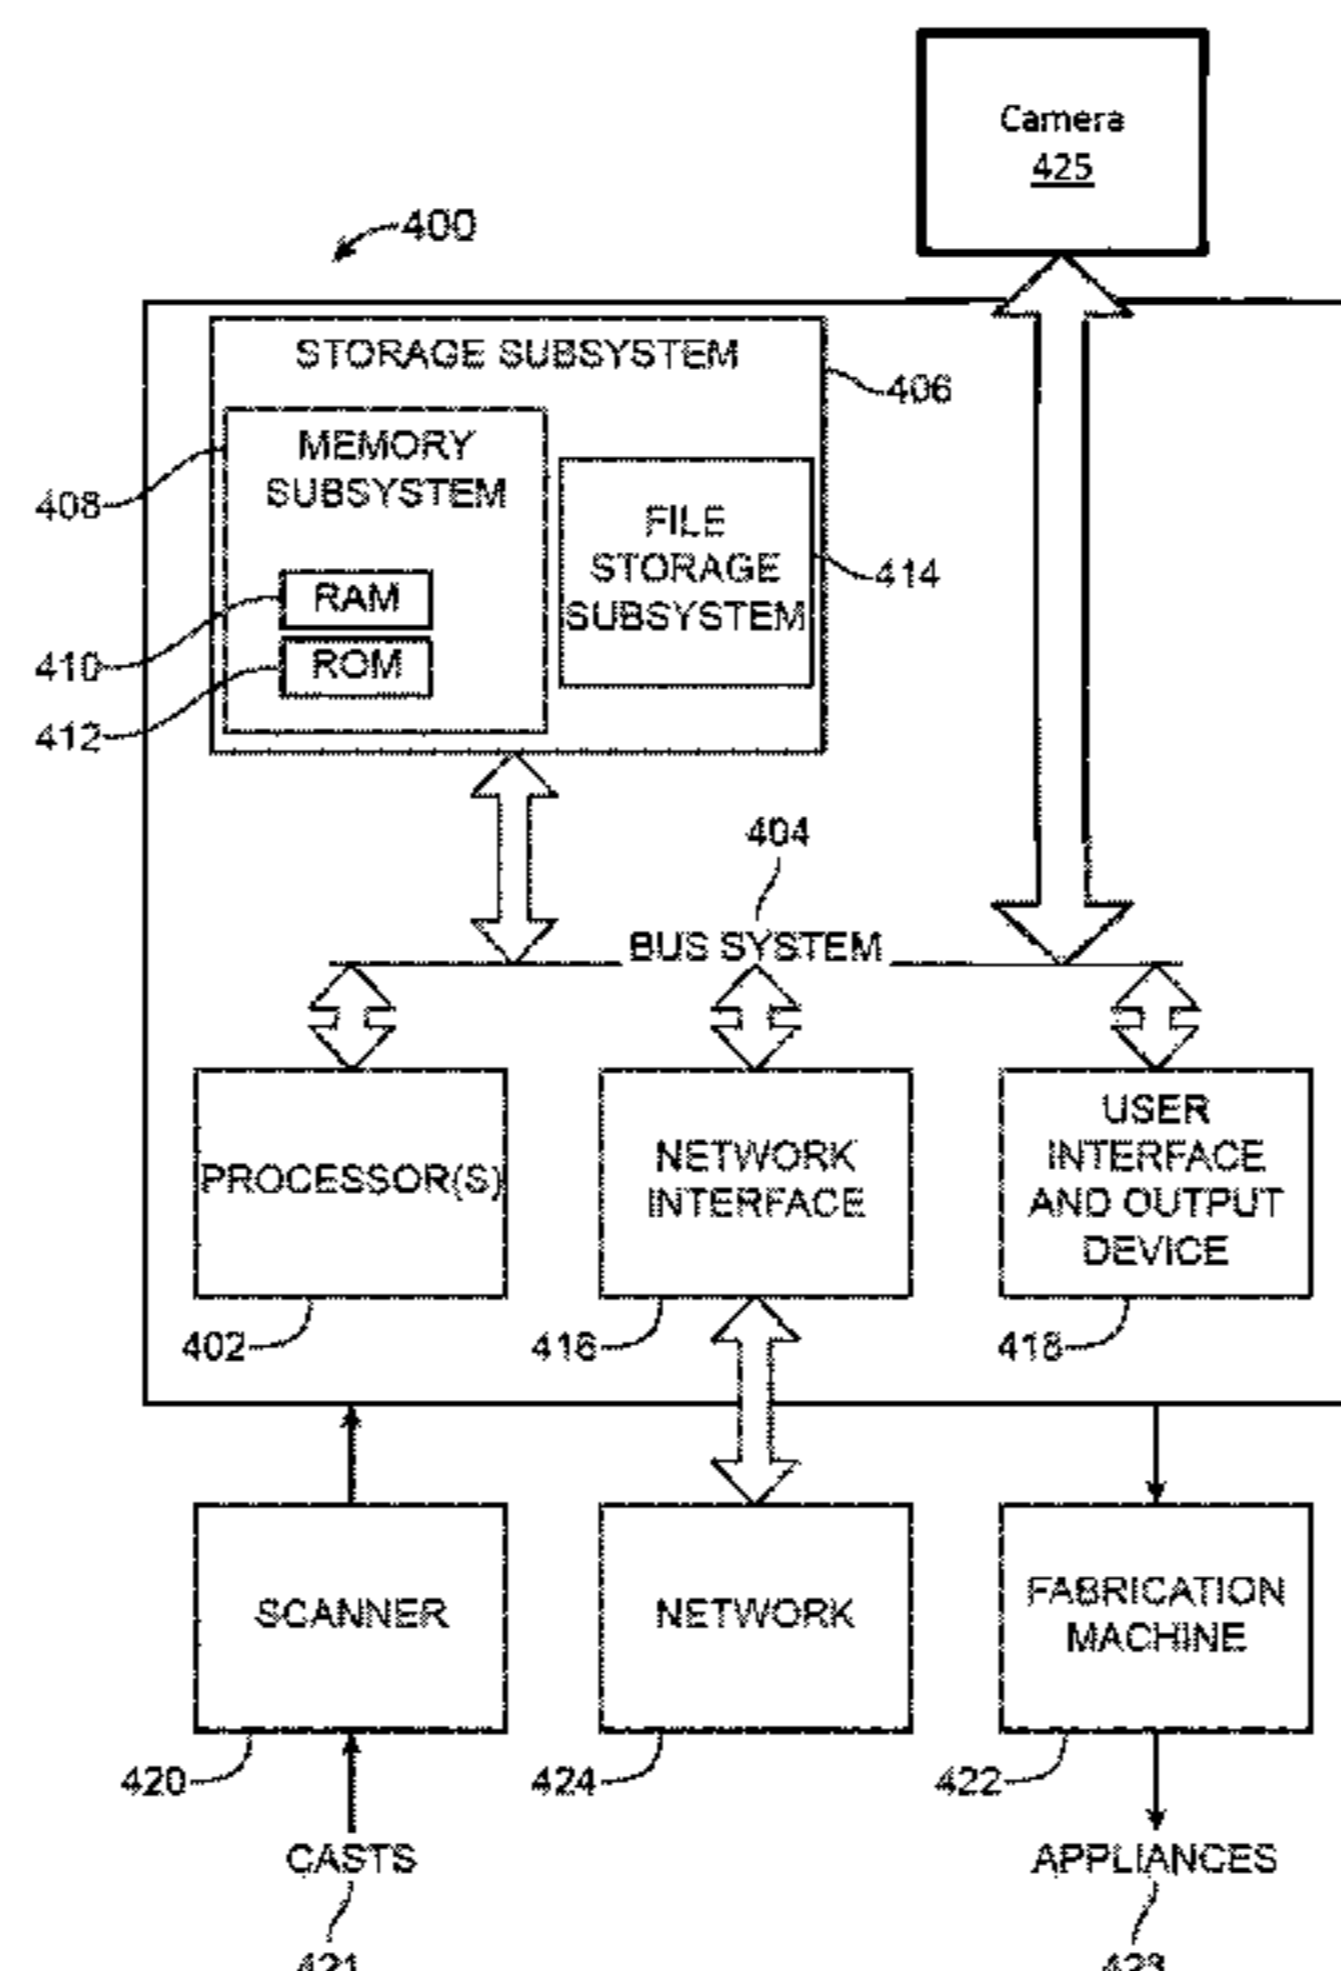 Camera
425
400
STORAGE SUBSYSTEM
406
MEMORY
SUBSYSTEM
408
FILE
STORAGE
SUBSYSTEM
414
RAM
410
ROM
412
404
BUS SYSTEM
PROCESSOR(S)
NETWORK
INTERFACE
USER
INTERFACE
AND OUTPUT
DEVICE
402
416
418
SCANNER
NETWORK
FABRICATION
MACHINE
420
424
422
CASTS
APPLIANCES
421
423